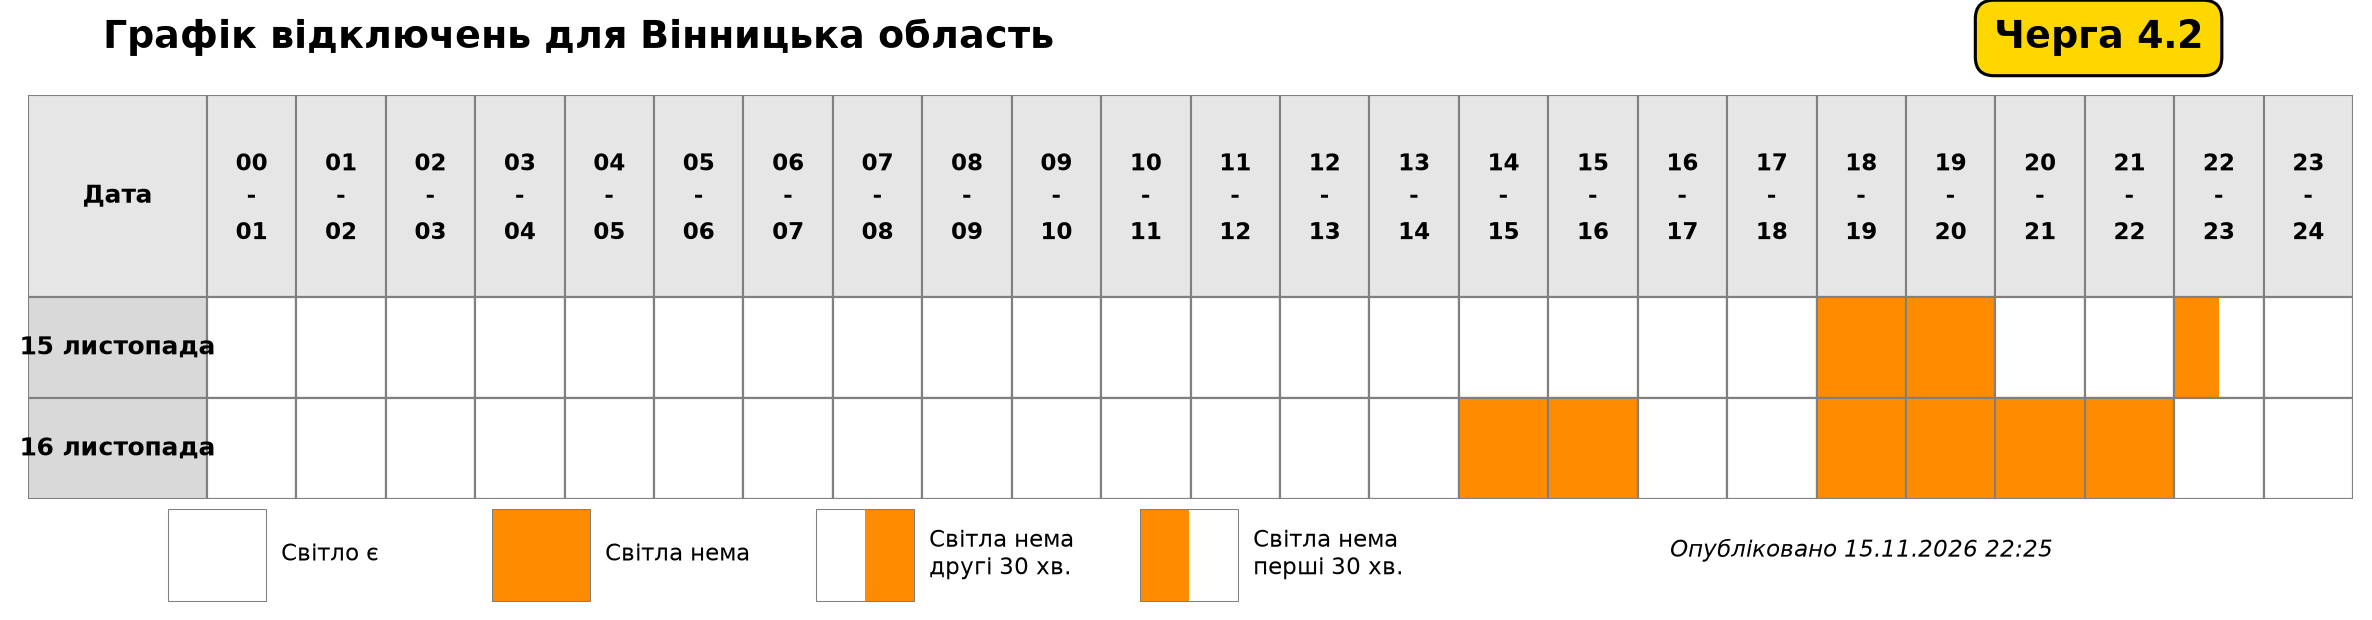 Графік відключень для Вінницька область
Черга 4.2
Дата
00 - 01
01 - 02
02 - 03
03 - 04
04 - 05
05 - 06
06 - 07
07 - 08
08 - 09
09 - 10
10 - 11
11 - 12
12 - 13
13 - 14
14 - 15
15 - 16
16 - 17
17 - 18
18 - 19
19 - 20
20 - 21
21 - 22
22 - 23
23 - 24
15 листопада
16 листопада
Світло є
Світла нема
Світла нема
другі 30 хв.
Світла нема
перші 30 хв.
Опубліковано 15.11.2026 22:25